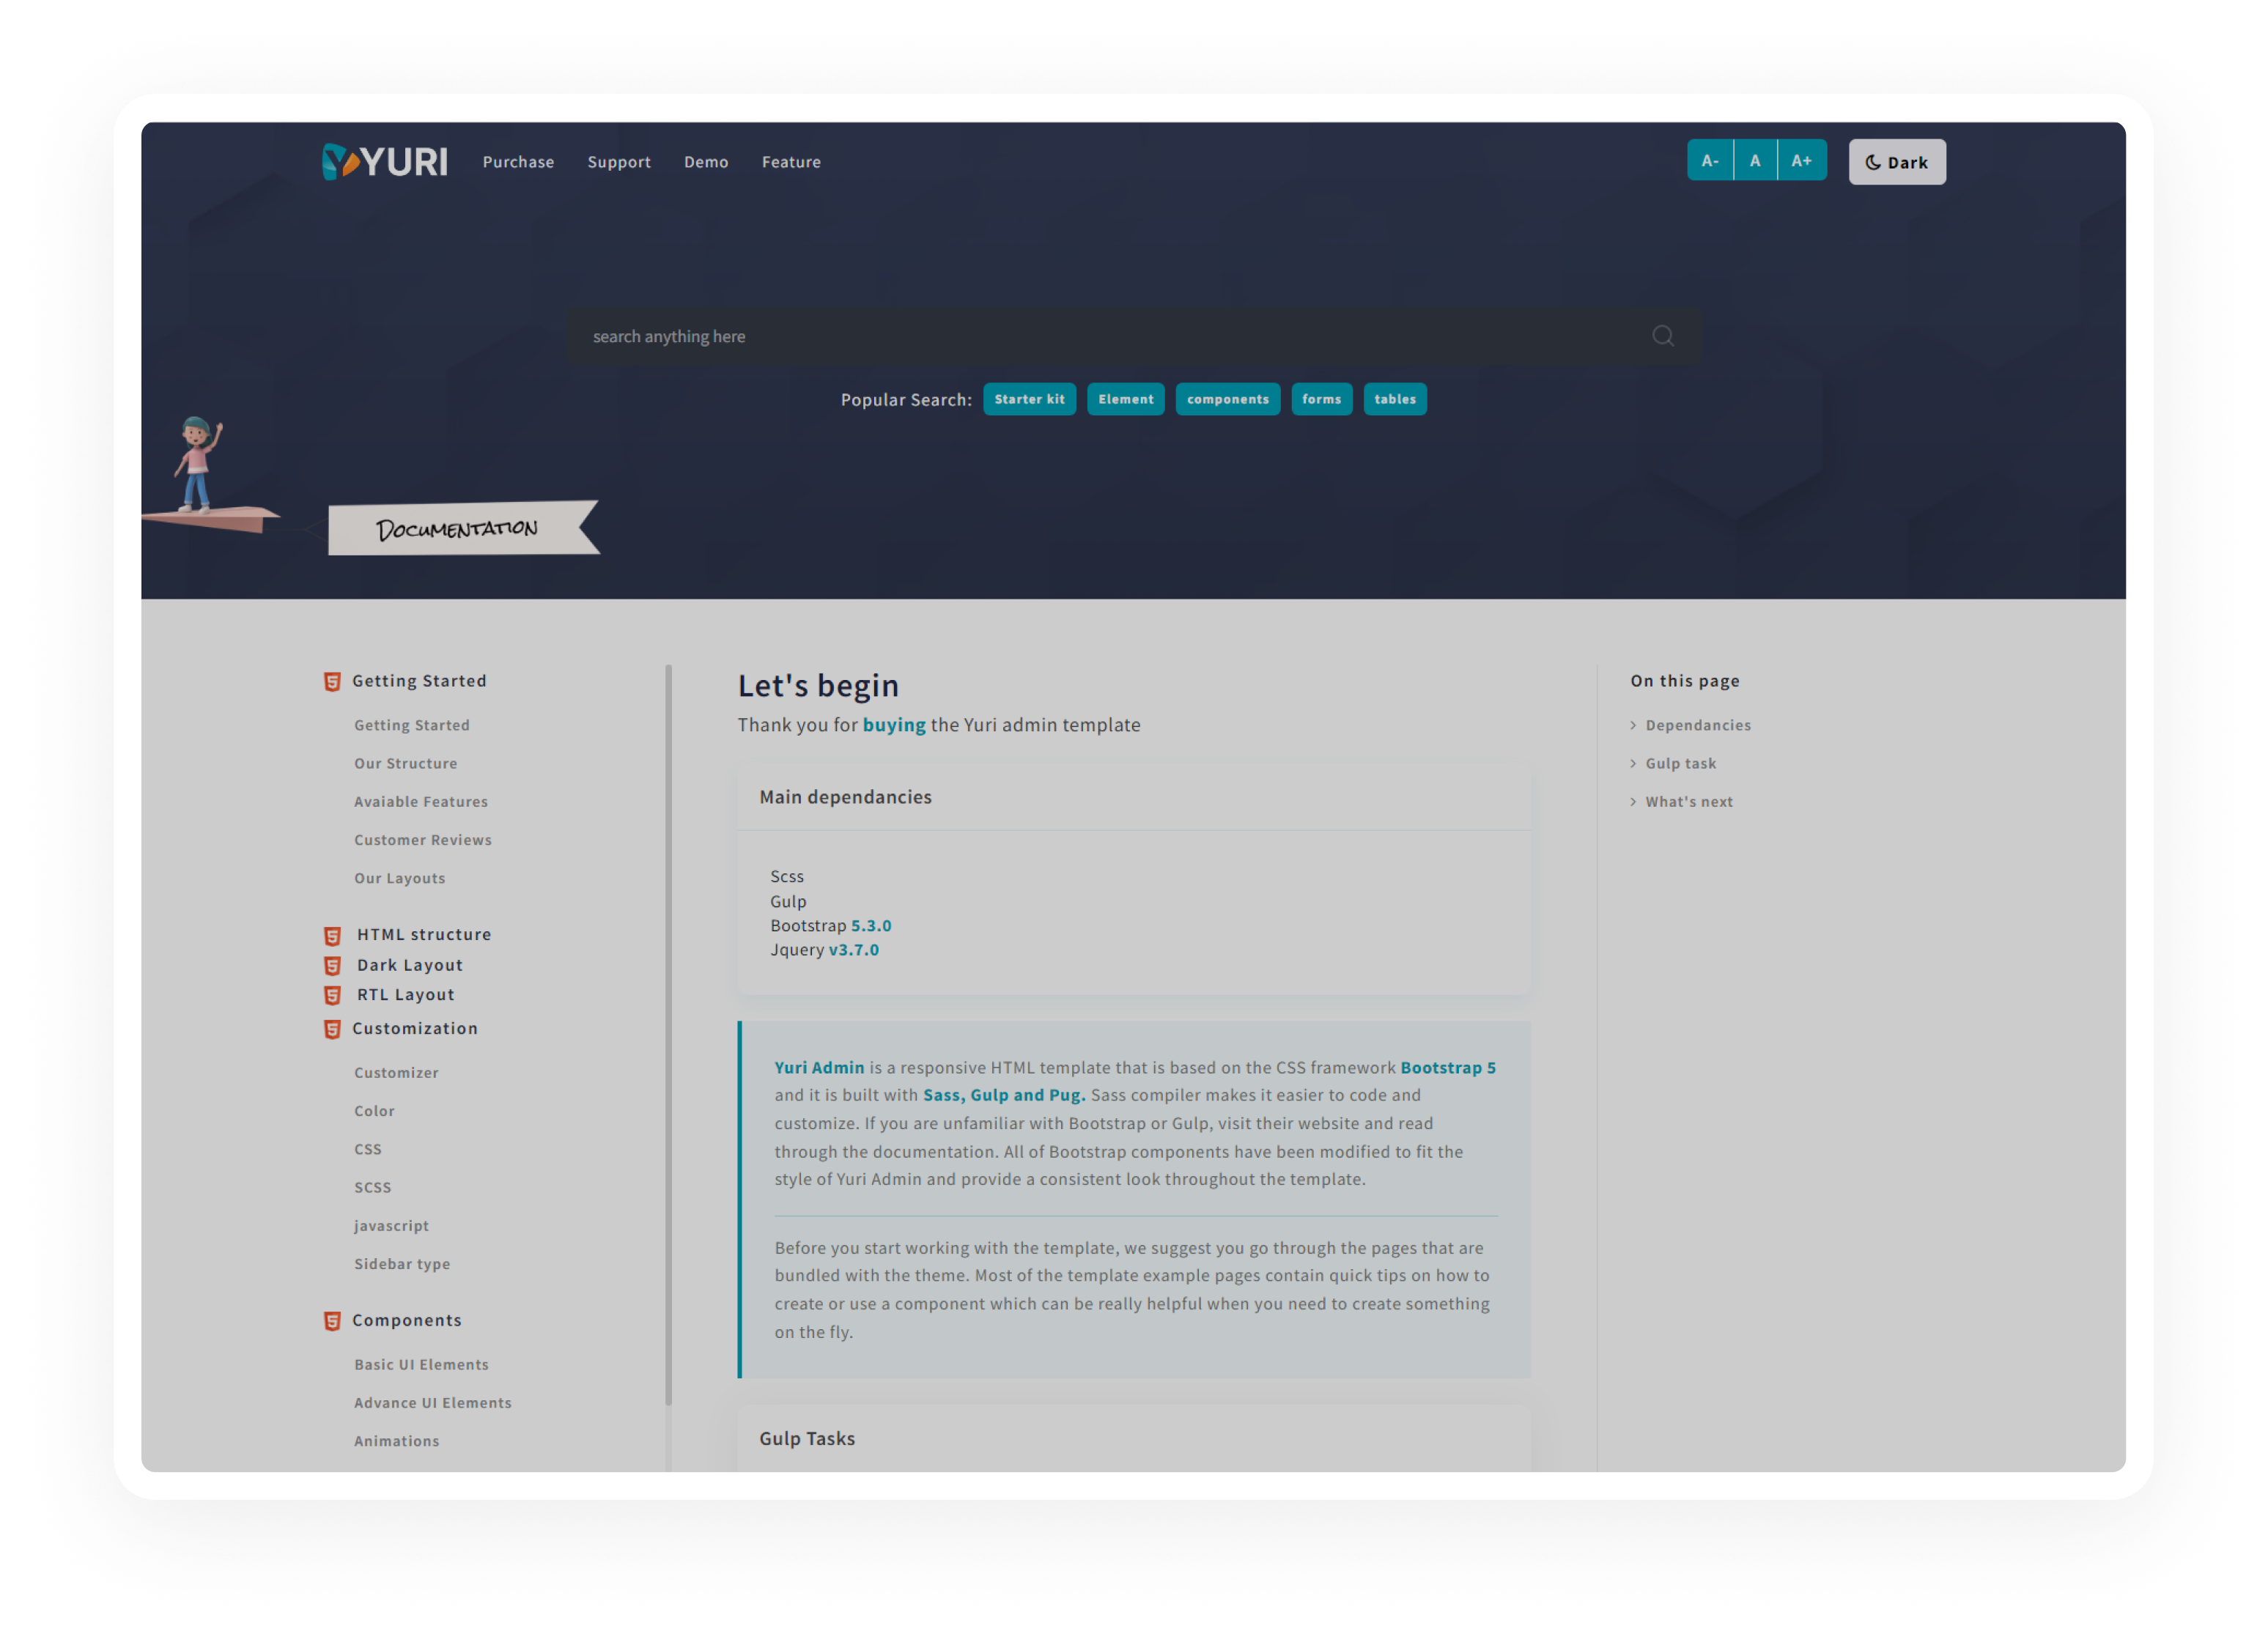 YURI
Purchase
Support
Demo
Feature
A-
A
A+
Dark
search anything here
Popular Search:
Starter kit
Element
components
forms
tables
DOCUMENTATION
Getting Started
Getting Started
Our Structure
Avaiable Features
Customer Reviews
Our Layouts
HTML structure
Dark Layout
RTL Layout
Customization
Customizer
Color
CSS
SCSS
javascript
Sidebar type
Components
Basic UI Elements
Advance UI Elements
Animations
Let's begin
Thank you for buying the Yuri admin template
Main dependancies
Scss
Gulp
Bootstrap 5.3.0
Jquery v3.7.0
Yuri Admin is a responsive HTML template that is based on the CSS framework Bootstrap 5
and it is built with Sass, Gulp and Pug. Sass compiler makes it easier to code and
customize. If you are unfamiliar with Bootstrap or Gulp, visit their website and read
through the documentation. All of Bootstrap components have been modified to fit the
style of Yuri Admin and provide a consistent look throughout the template.
Before you start working with the template, we suggest you go through the pages that are
bundled with the theme. Most of the template example pages contain quick tips on how to
create or use a component which can be really helpful when you need to create something
on the fly.
Gulp Tasks
On this page
Dependancies
Gulp task
What's next